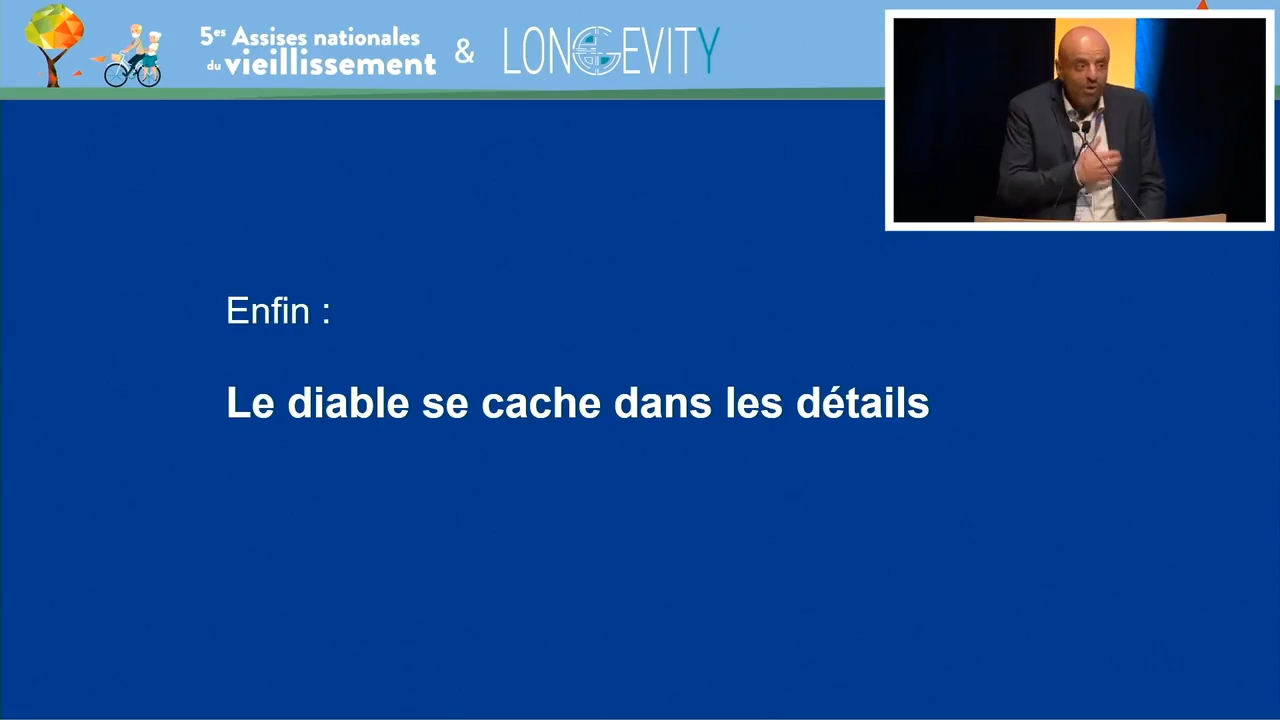 5es Assises nationales
du vieillissement
& LONGEVITY
Enfin :
Le diable se cache dans les détails